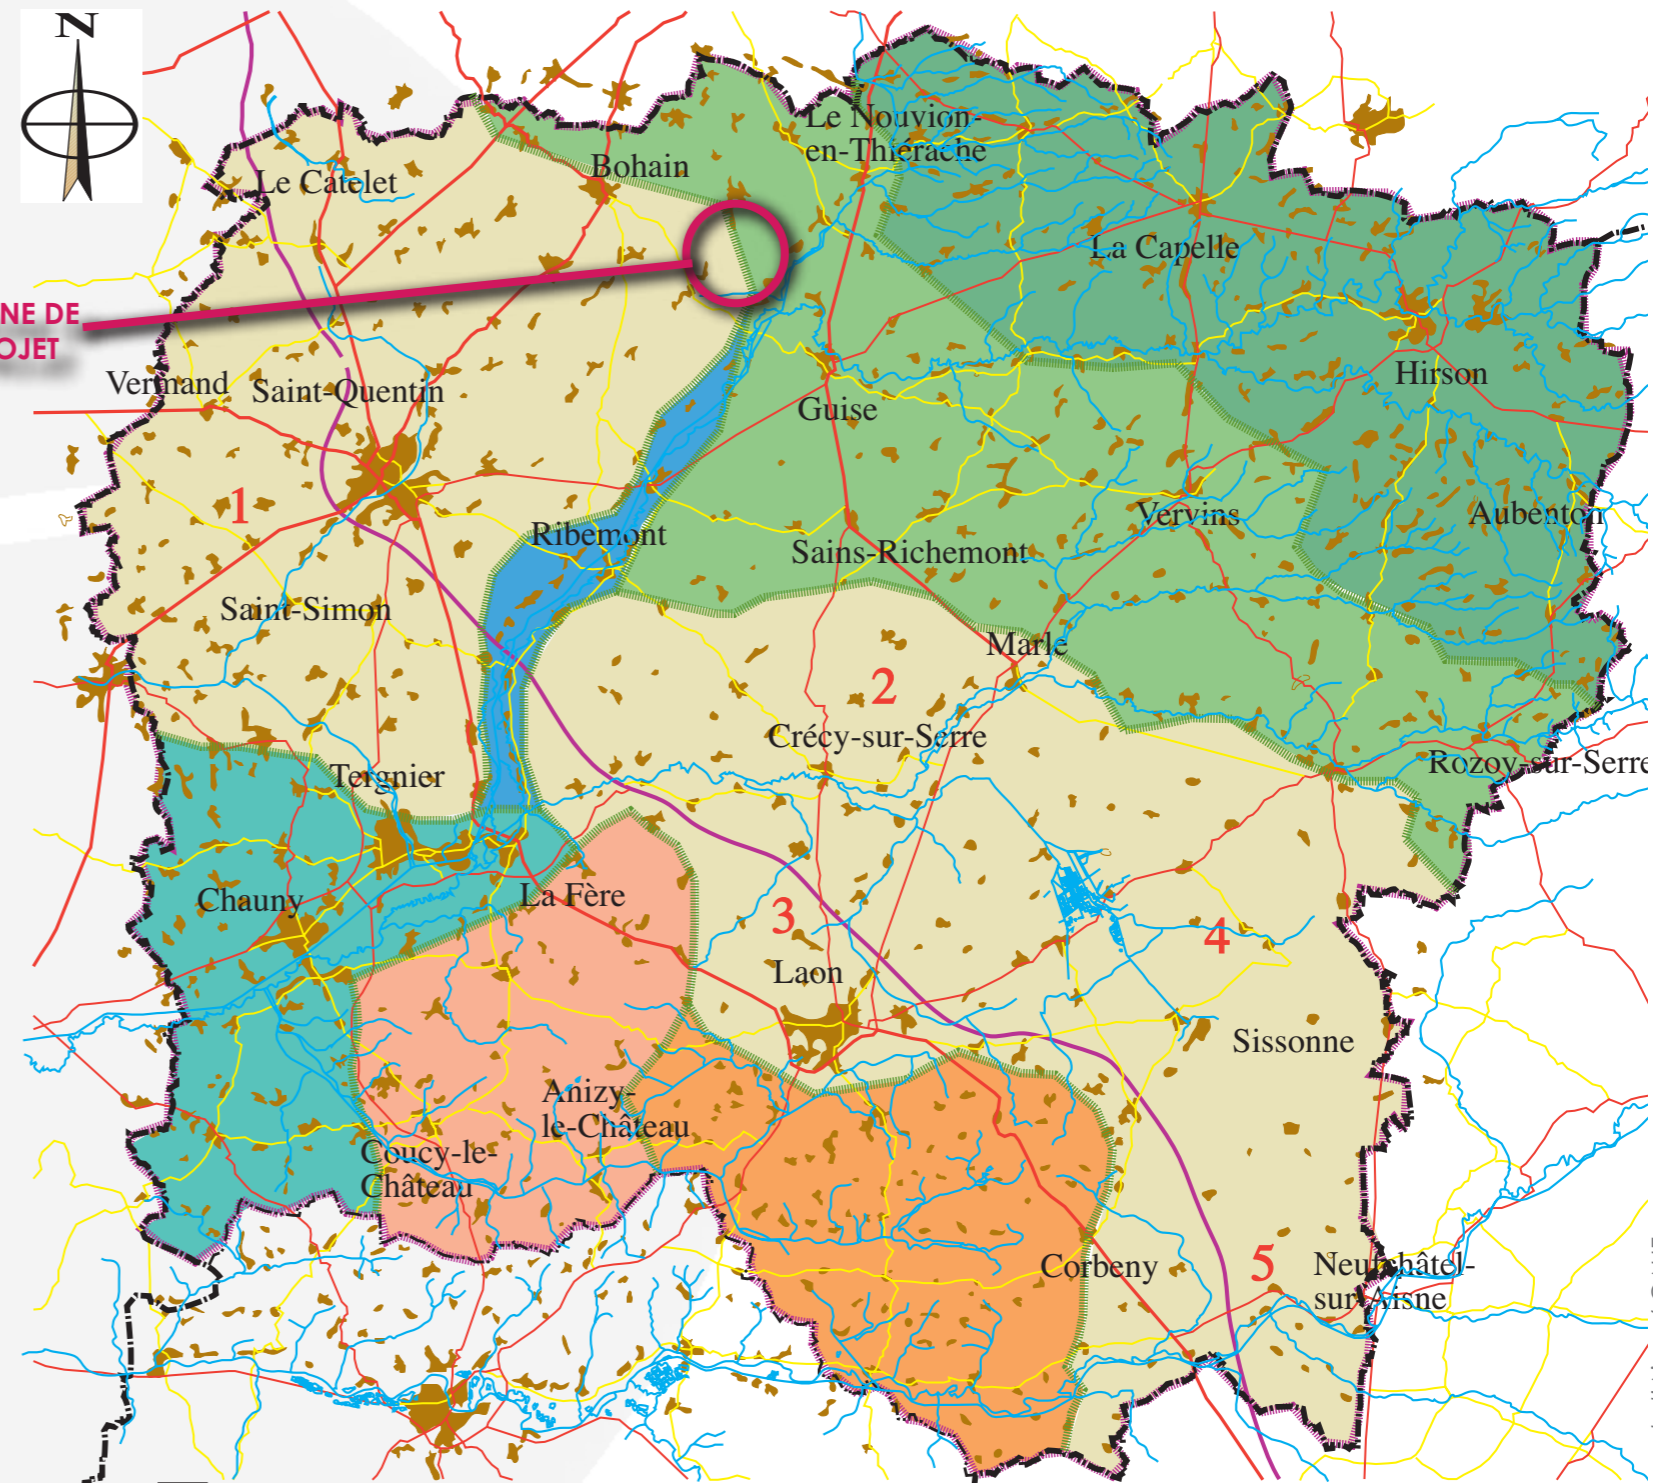 N
Le Nouvion-
en-Thiérache
Bohain
Le Catelet
La Capelle
NE DE
OJET
Vermand
Saint-Quentin
Hirson
Guise
1
Ribemont
Vervins
Aubenton
Sains-Richemont
Saint-Simon
Marle
2
Crécy-sur-Serre
Rozoy-sur-Serre
Tergnier
Chauny
La Fère
3
4
Laon
Sissonne
Anizy-
le-Château
Coucy-le-
Château
Corbeny
5
Neufchâtel-
sur-Aisne